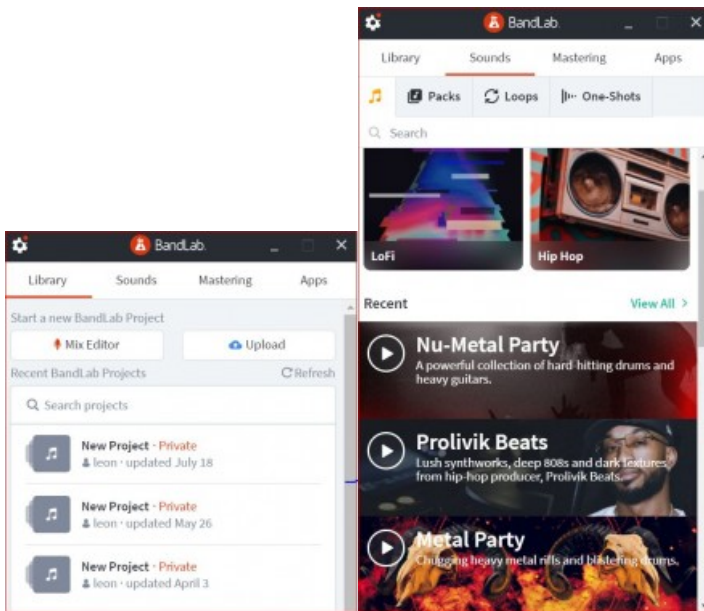 BandLab
Library Sounds Mastering Apps
Start a new BandLab Project
Mix Editor Upload
Recent BandLab Projects Refresh
Search projects
New Project · Private
leon · updated July 18
New Project · Private
leon · updated May 26
New Project · Private
leon · updated April 3
BandLab
Library Sounds Mastering Apps
Packs Loops One-Shots
Search
LoFi Hip Hop
Recent View All >
Nu-Metal Party
A powerful collection of hard-hitting drums and
heavy guitars.
Prolivik Beats
Lush synthworks, deep 808s and dark textures
from hip-hop producer, Prolivik Beats.
Metal Party
Chugging heavy metal riffs and blistering drums.